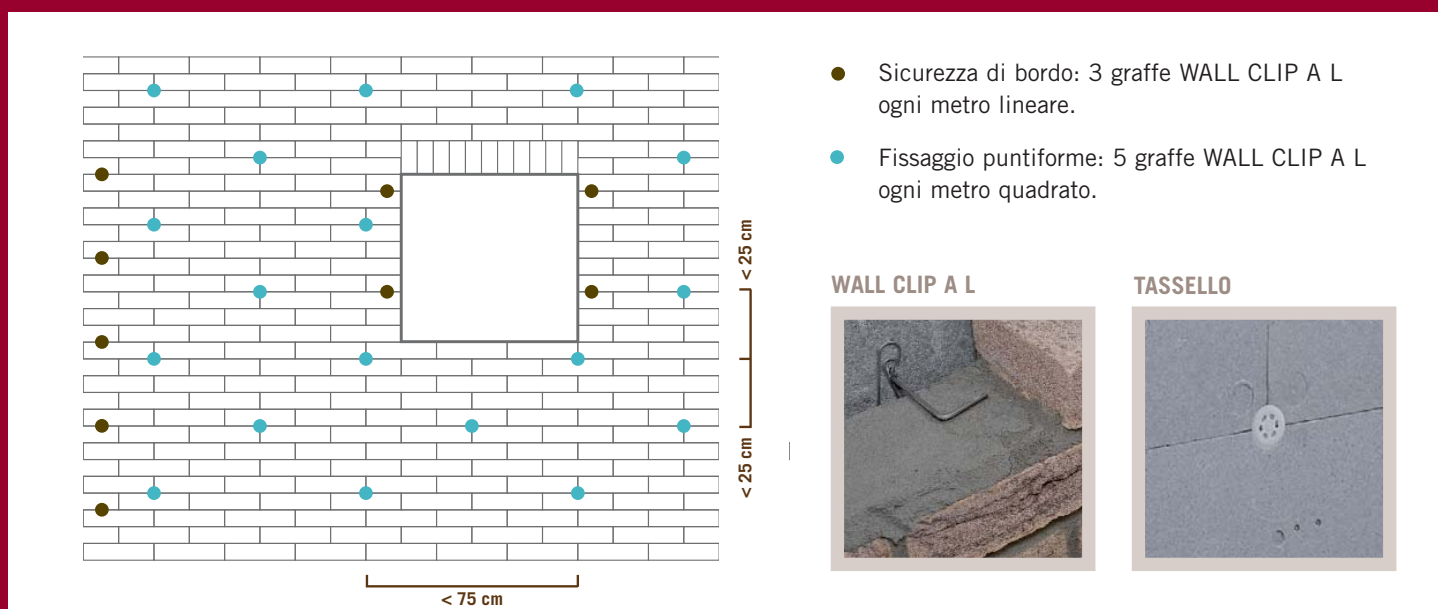 Sicurezza di bordo: 3 graffe WALL CLIP A L
ogni metro lineare.
Fissaggio puntiforme: 5 graffe WALL CLIP A L
ogni metro quadrato.
< 25 cm
< 25 cm
< 75 cm
WALL CLIP A L
TASSELLO